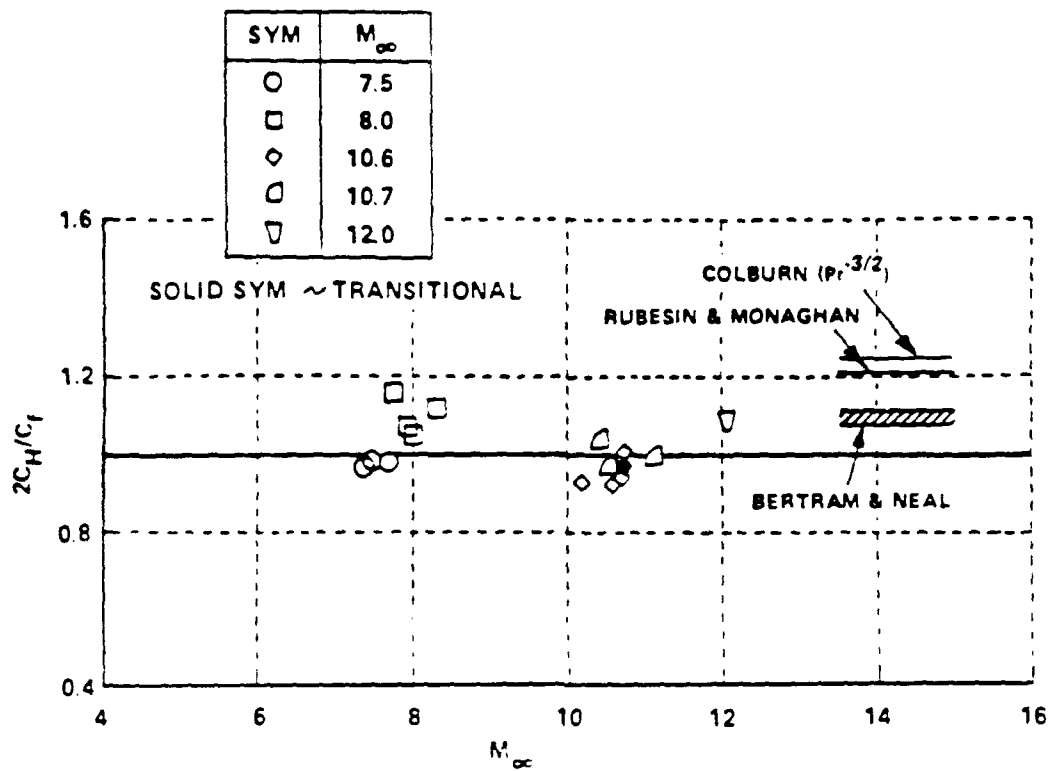 SYM M∞
7.5
8.0
10.6
10.7
12.0
SOLID SYM ~ TRANSITIONAL
COLBURN (Pr^-3/2)
RUBESIN & MONAGHAN
BERTRAM & NEAL
1.6
1.2
0.8
0.4
2C_H/C_f
4 6 8 10 12 14 16
M∞